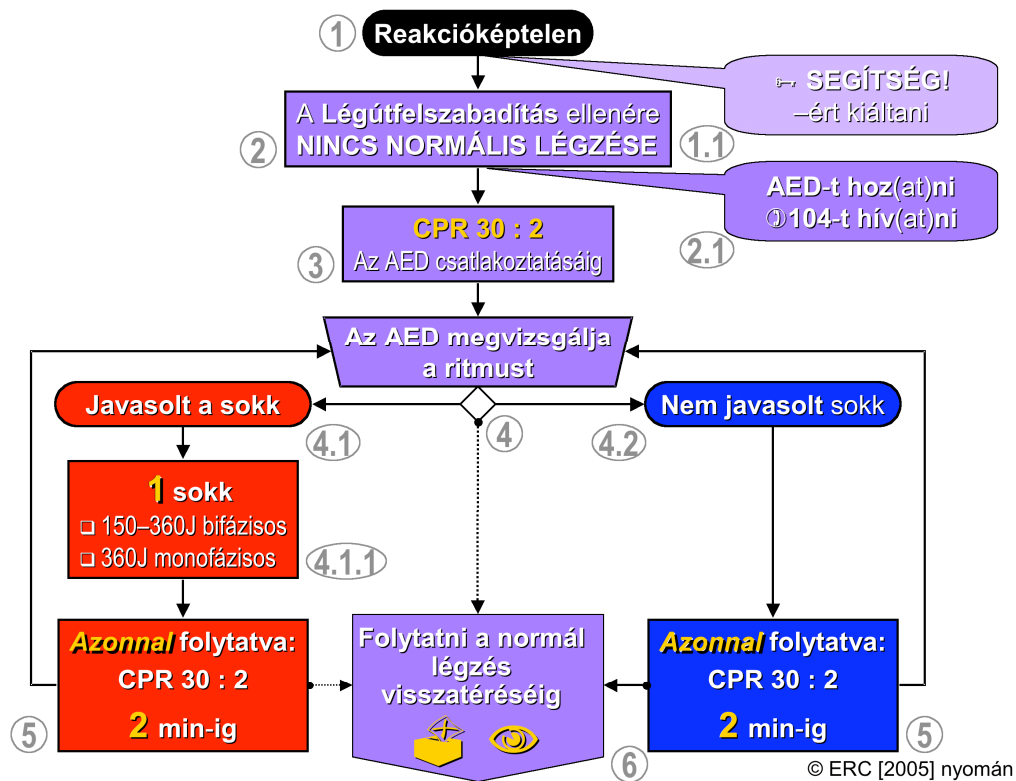 1
Reakcióképtelen
SEGÍTSÉG!
–ért kiáltani
1.1
2
A Légútfelszabadítás ellenére
NINCS NORMÁLIS LÉGZÉSE
AED-t hoz(at)ni
104-t hív(at)ni
2.1
3
CPR 30 : 2
Az AED csatlakoztatásáig
Az AED megvizsgálja
a ritmust
4
Javasolt a sokk
4.1
Nem javasolt sokk
4.2
1 sokk
150–360J bifázisos
360J monofázisos
4.1.1
Azonnal folytatva:
CPR 30 : 2
2 min-ig
5
Folytatni a normál
légzés
visszatéréséig
6
Azonnal folytatva:
CPR 30 : 2
2 min-ig
5
© ERC [2005] nyomán